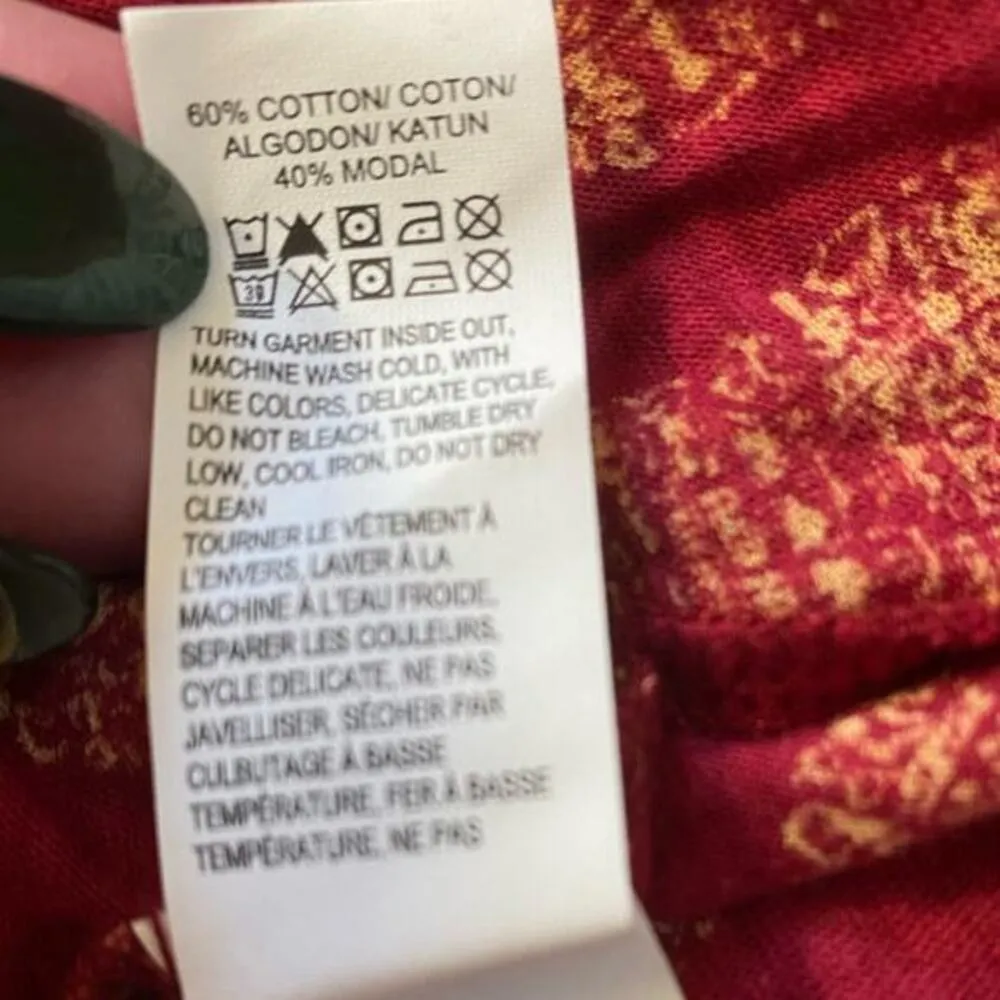 60% COTTON/ COTON/
ALGODON/ KATUN
40% MODAL
30
TURN GARMENT INSIDE OUT,
MACHINE WASH COLD, WITH
LIKE COLORS, DELICATE CYCLE,
DO NOT BLEACH, TUMBLE DRY
LOW, COOL IRON, DO NOT DRY
CLEAN
TOURNER LE VÊTEMENT À
L'ENVERS, LAVER À LA
MACHINE À L'EAU FROIDE,
SEPARER LES COULEURS,
CYCLE DELICATE, NE PAS
JAVELLISER, SÉCHER PAR
CULBUTAGE À BASSE
TEMPÉRATURE, FER À BASSE
TEMPÉRATURE, NE PAS